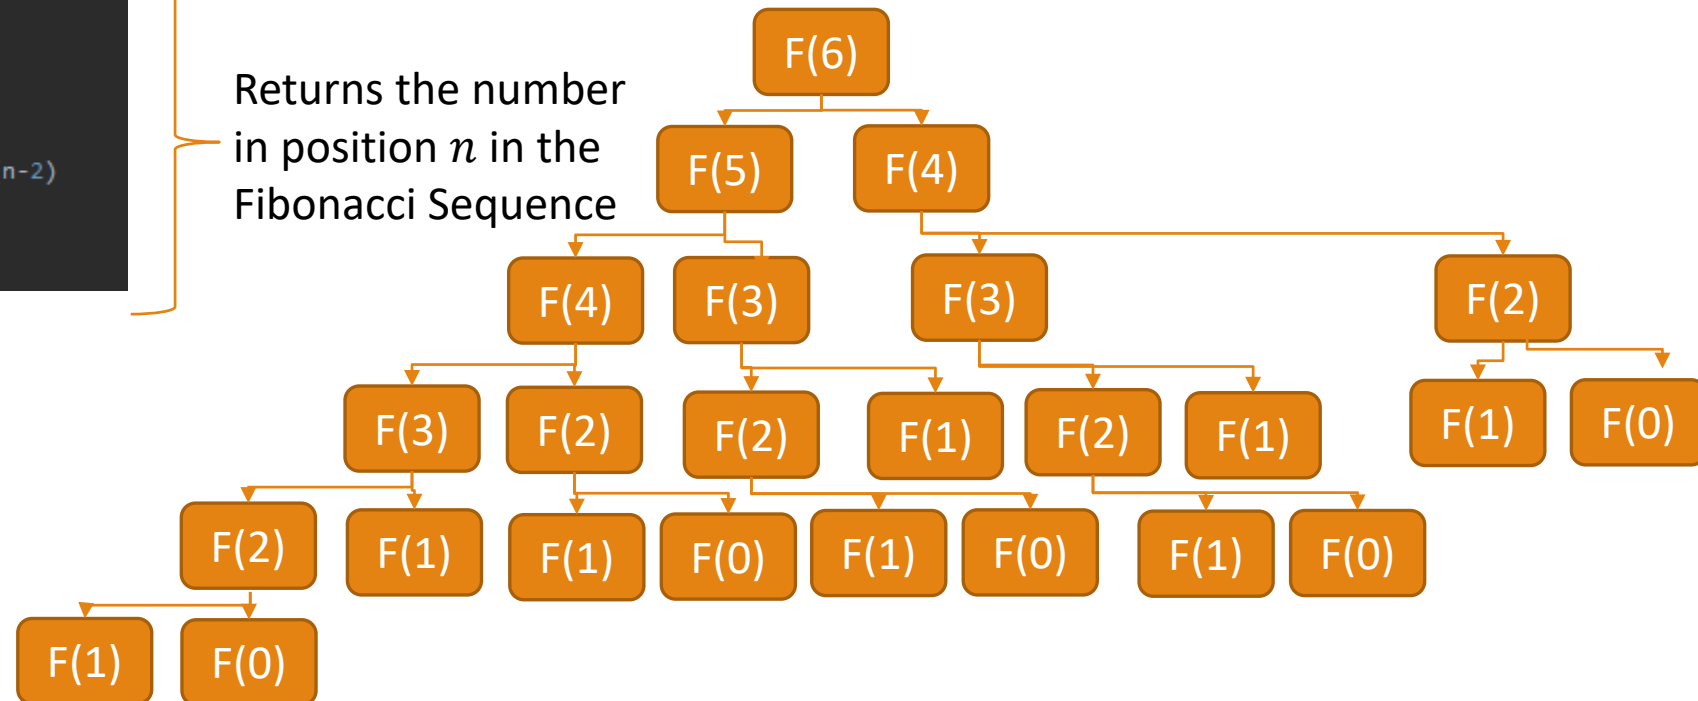 n-2)
Returns the number
in position n in the
Fibonacci Sequence
F(6)
F(5) F(4)
F(4) F(3) F(3) F(2)
F(3) F(2) F(2) F(1) F(2) F(1) F(1) F(0)
F(2) F(1) F(1) F(0) F(1) F(0) F(1) F(0)
F(1) F(0)